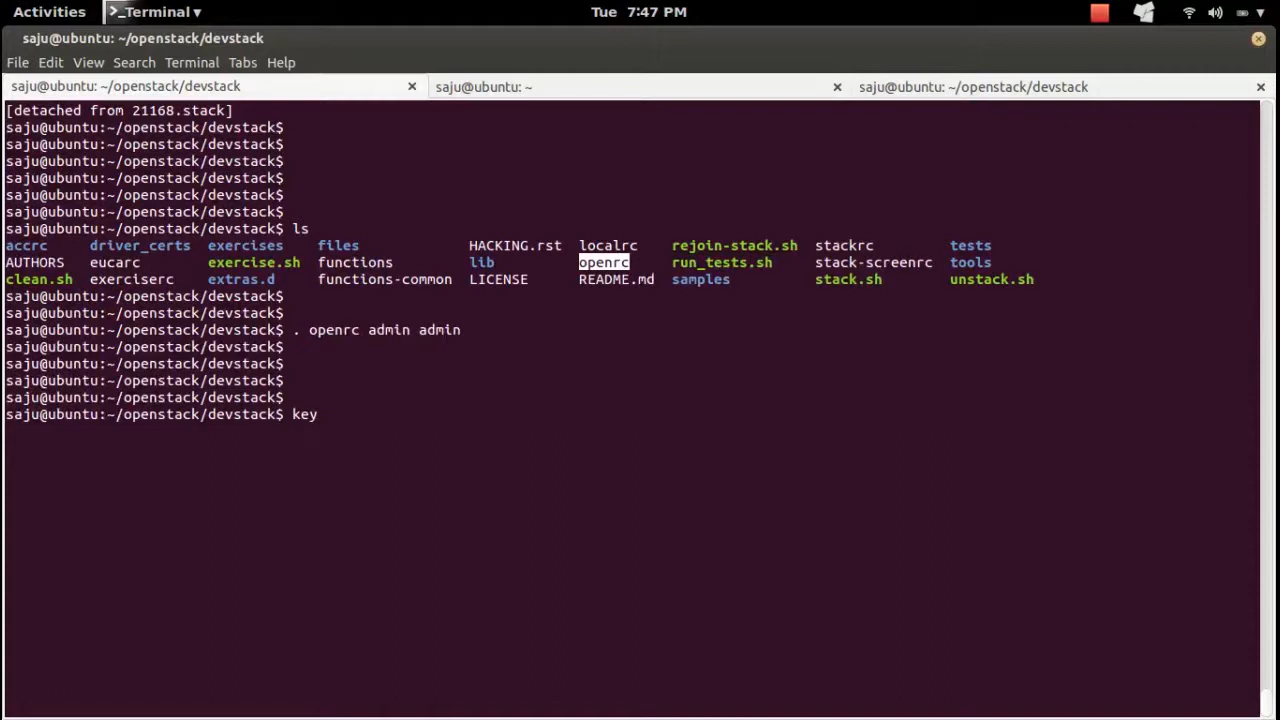 Activities >_Terminal ▾ Tue 7:47 PM
saju@ubuntu: ~/openstack/devstack
File Edit View Search Terminal Tabs Help
saju@ubuntu: ~/openstack/devstack saju@ubuntu: ~ saju@ubuntu: ~/openstack/devstack
[detached from 21168.stack]
saju@ubuntu:~/openstack/devstack$
saju@ubuntu:~/openstack/devstack$
saju@ubuntu:~/openstack/devstack$
saju@ubuntu:~/openstack/devstack$
saju@ubuntu:~/openstack/devstack$
saju@ubuntu:~/openstack/devstack$
saju@ubuntu:~/openstack/devstack$ ls
accrc driver_certs exercises files HACKING.rst localrc rejoin-stack.sh stackrc tests
AUTHORS eucarc exercise.sh functions lib openrc run_tests.sh stack-screenrc tools
clean.sh exerciserc extras.d functions-common LICENSE README.md samples stack.sh unstack.sh
saju@ubuntu:~/openstack/devstack$
saju@ubuntu:~/openstack/devstack$
saju@ubuntu:~/openstack/devstack$ . openrc admin admin
saju@ubuntu:~/openstack/devstack$
saju@ubuntu:~/openstack/devstack$
saju@ubuntu:~/openstack/devstack$
saju@ubuntu:~/openstack/devstack$
saju@ubuntu:~/openstack/devstack$ key